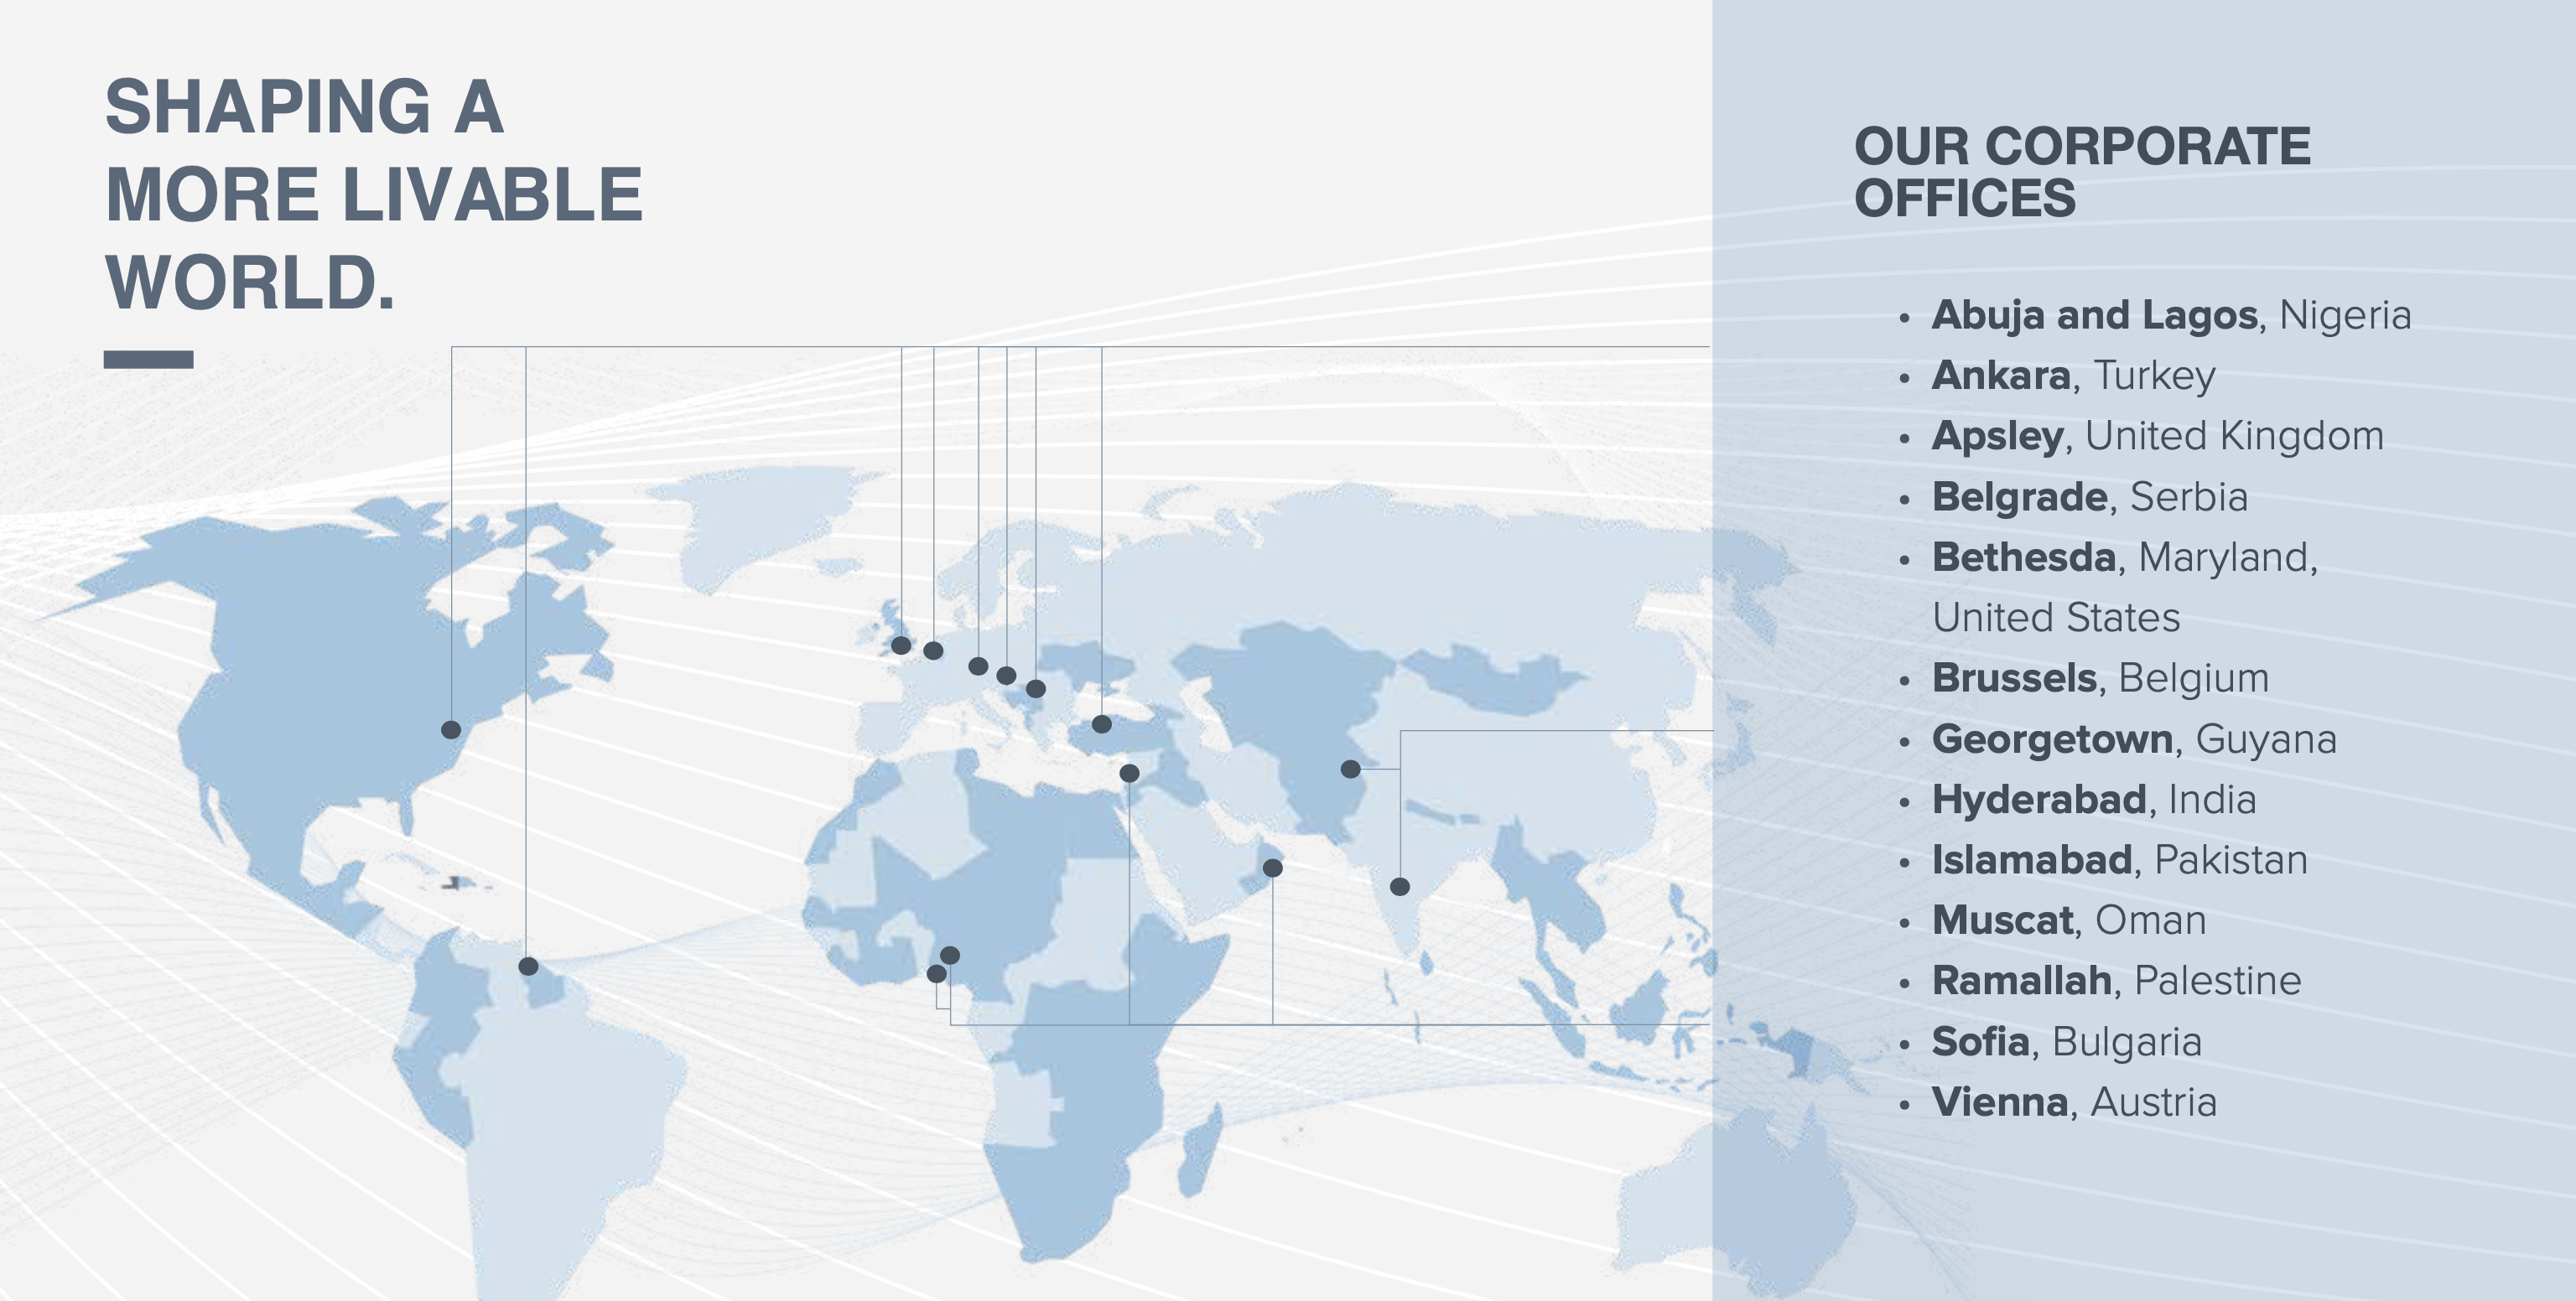 SHAPING A
MORE LIVABLE
WORLD.
OUR CORPORATE
OFFICES
• Abuja and Lagos, Nigeria
• Ankara, Turkey
• Apsley, United Kingdom
• Belgrade, Serbia
• Bethesda, Maryland,
United States
• Brussels, Belgium
• Georgetown, Guyana
• Hyderabad, India
• Islamabad, Pakistan
• Muscat, Oman
• Ramallah, Palestine
• Sofia, Bulgaria
• Vienna, Austria